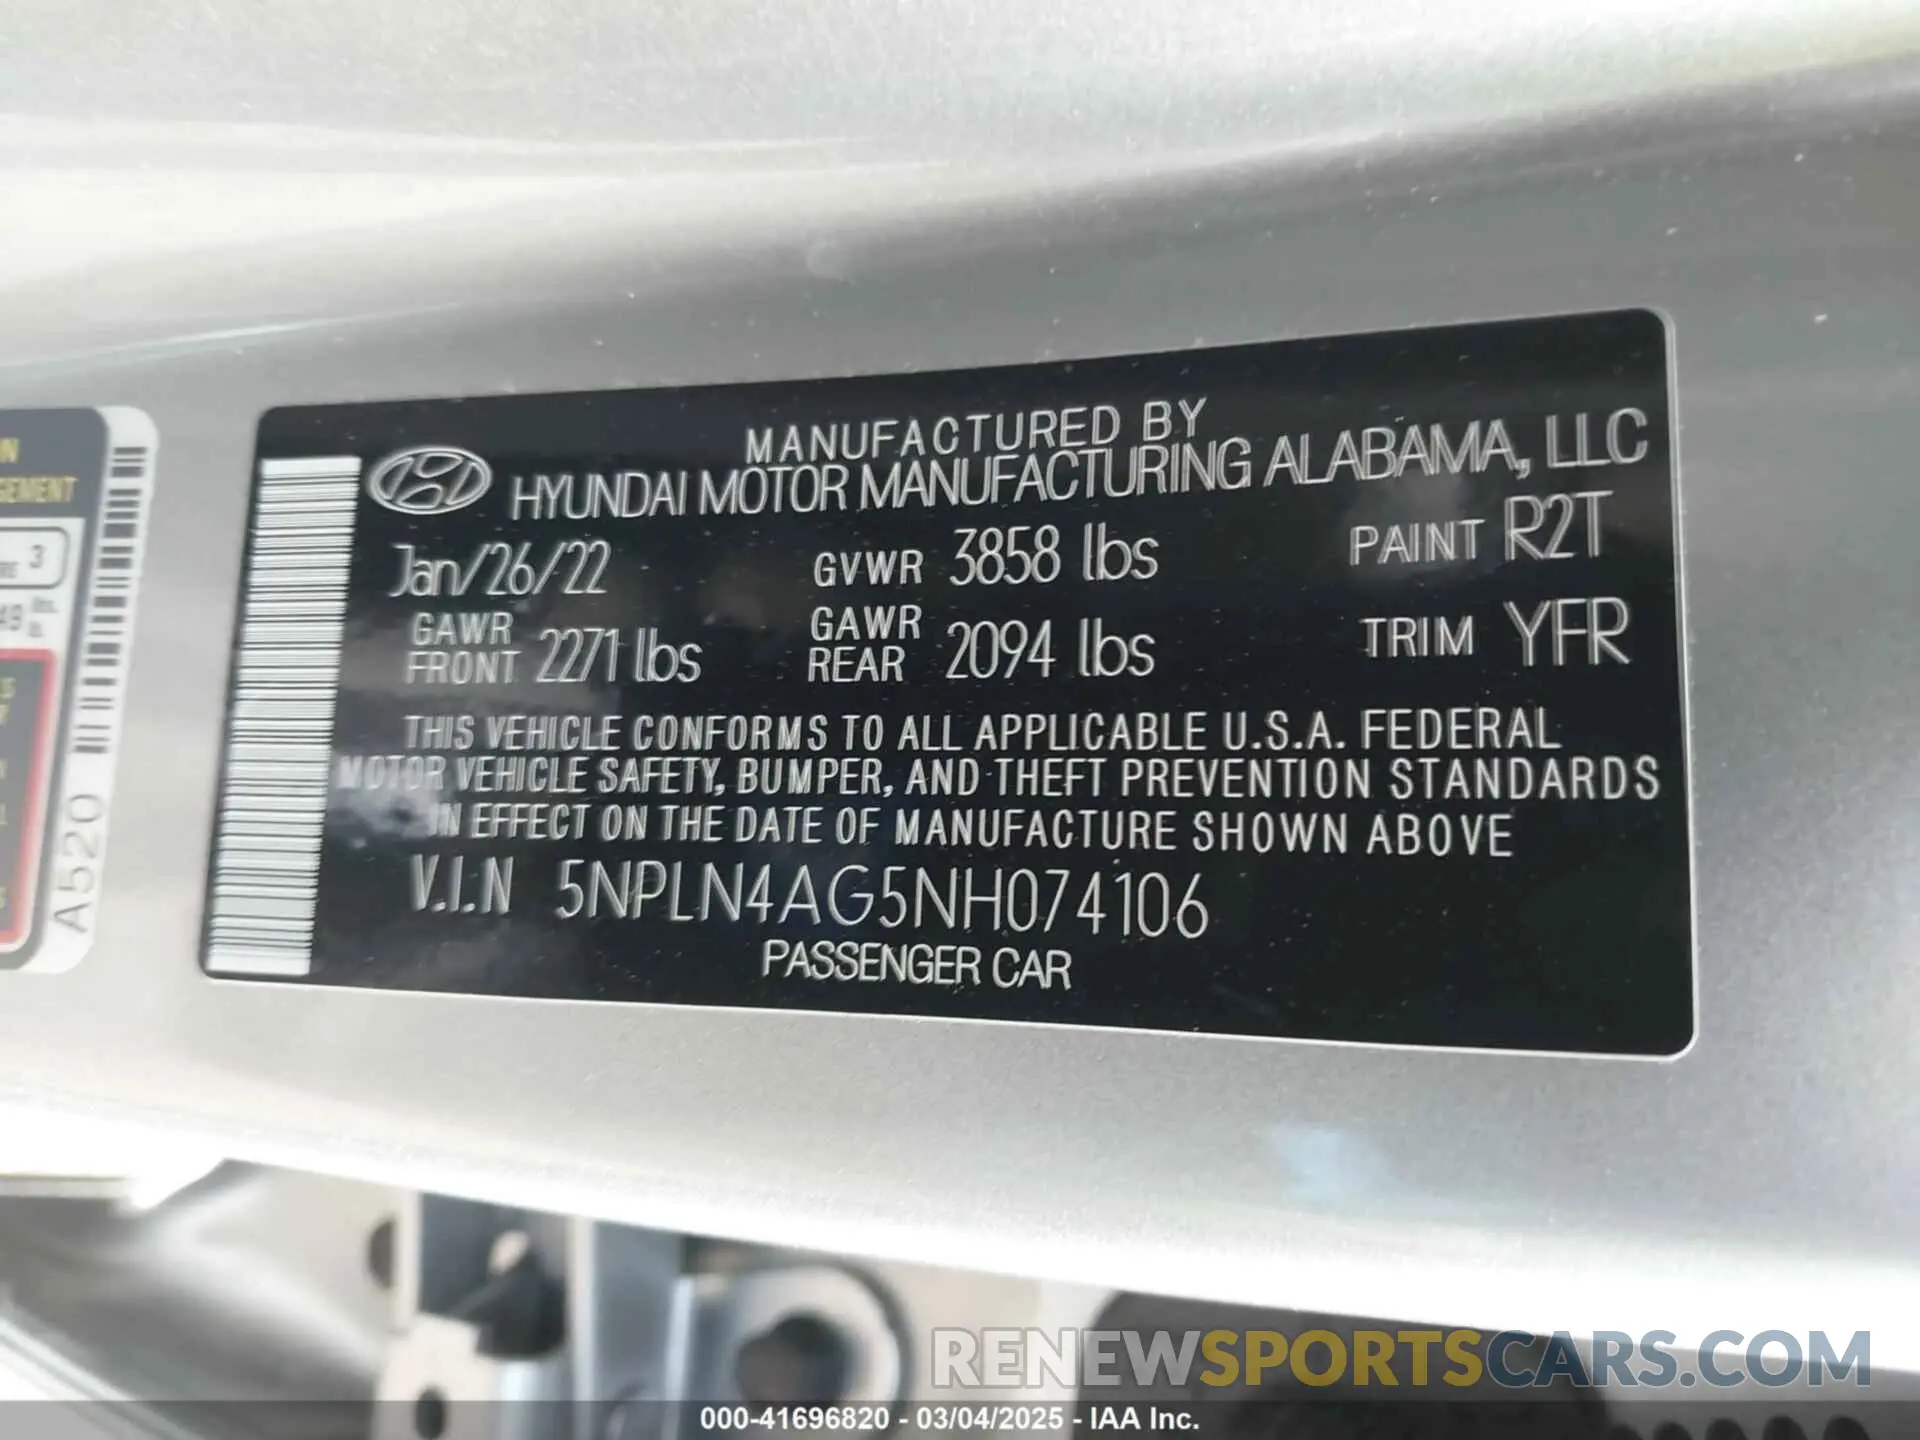 MANUFACTURED BY
HYUNDAI MOTOR MANUFACTURING ALABAMA, LLC
Jan/26/22 GVWR 3858 lbs PAINT R2T
GAWR FRONT 2271 lbs GAWR REAR 2094 lbs TRIM YFR
THIS VEHICLE CONFORMS TO ALL APPLICABLE U.S.A. FEDERAL
MOTOR VEHICLE SAFETY, BUMPER, AND THEFT PREVENTION STANDARDS
IN EFFECT ON THE DATE OF MANUFACTURE SHOWN ABOVE
V.I.N 5NPLN4AG5NH074106
PASSENGER CAR
3
lbs.
A520
RENEWSPORTSCARS.COM
000-41696820 - 03/04/2025 - IAA Inc.